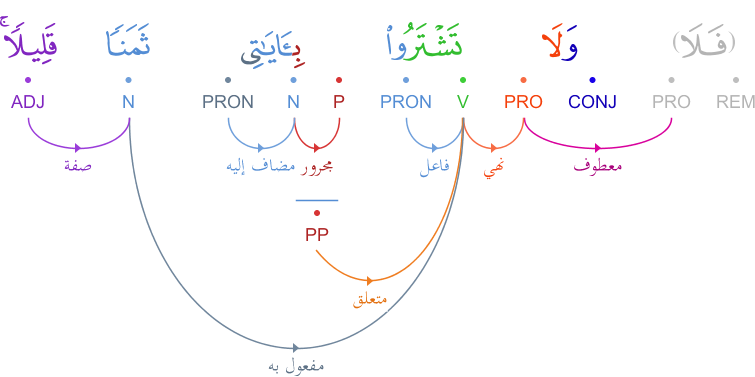 (فَلَا) وَلَا تَشْتَرُوا۟ بِـَٔايَـٰتِى ثَمَنًا قَلِيلًا ۚ
REM PRO CONJ PRO V PRON P N PRON N ADJ
معطوف نهي فاعل مجرور مضاف إليه صفة
PP
متعلق
مفعول به